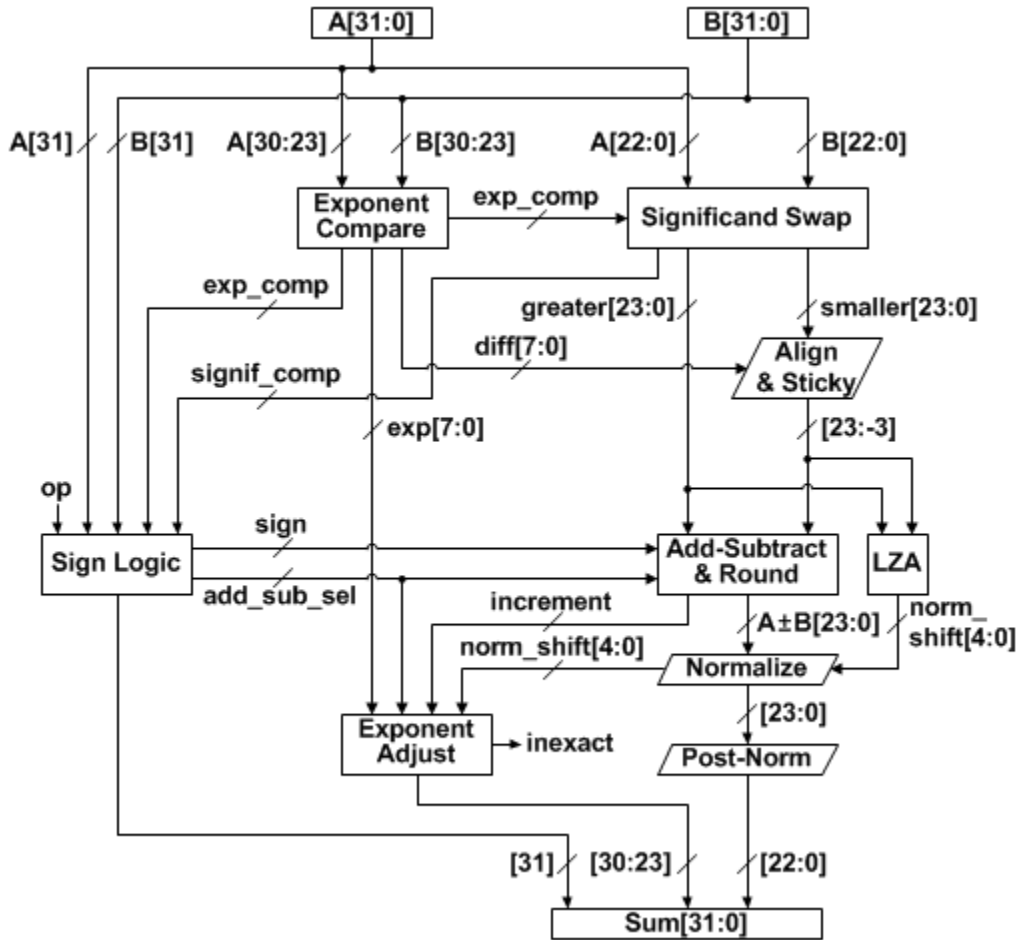 A[31:0]
B[31:0]
A[31]
B[31]
A[30:23]
B[30:23]
A[22:0]
B[22:0]
Exponent
Compare
exp_comp
Significand Swap
exp_comp
greater[23:0]
smaller[23:0]
diff[7:0]
Align
& Sticky
signif_comp
exp[7:0]
[23:-3]
op
Sign Logic
sign
add_sub_sel
Add-Subtract
& Round
LZA
increment
A±B[23:0]
norm_
shift[4:0]
norm_shift[4:0]
Normalize
[23:0]
Exponent
Adjust
inexact
Post-Norm
[31]
[30:23]
[22:0]
Sum[31:0]